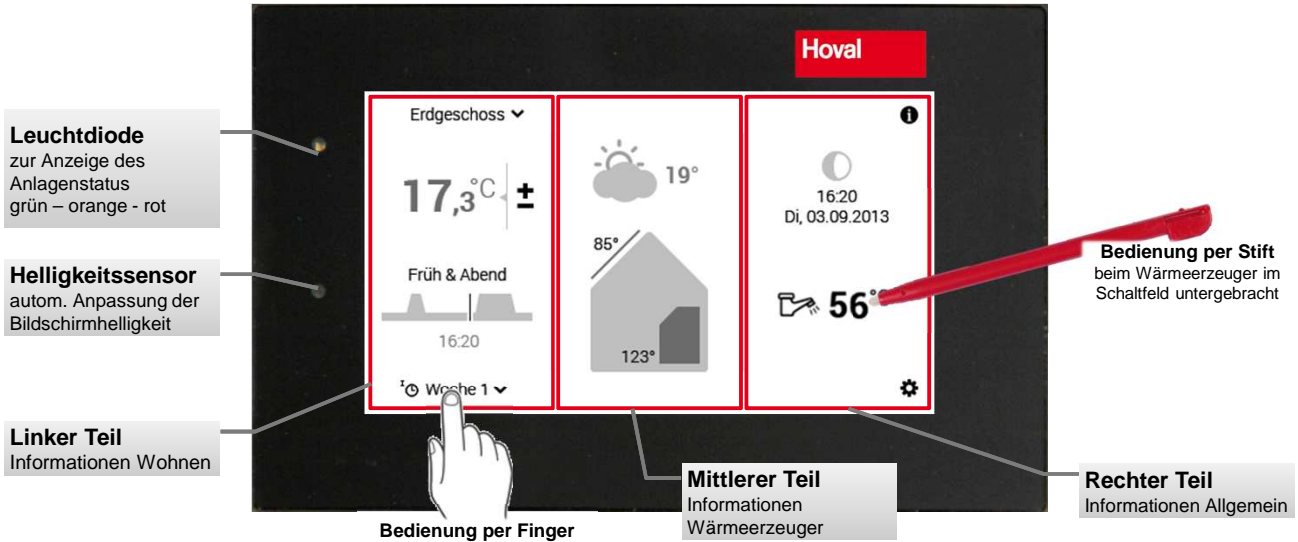 Hoval
Leuchtdiode
zur Anzeige des
Anlagenstatus
grün – orange - rot
Helligkeitssensor
autom. Anpassung der
Bildschirmhelligkeit
Linker Teil
Informationen Wohnen
Erdgeschoss
17,3°C ±
Früh & Abend
16:20
Woche 1
Bedienung per Finger
19°
85°
123°
Mittlerer Teil
Informationen
Wärmeerzeuger
16:20
Di, 03.09.2013
56°
Bedienung per Stift
beim Wärmeerzeuger im
Schaltfeld untergebracht
Rechter Teil
Informationen Allgemein